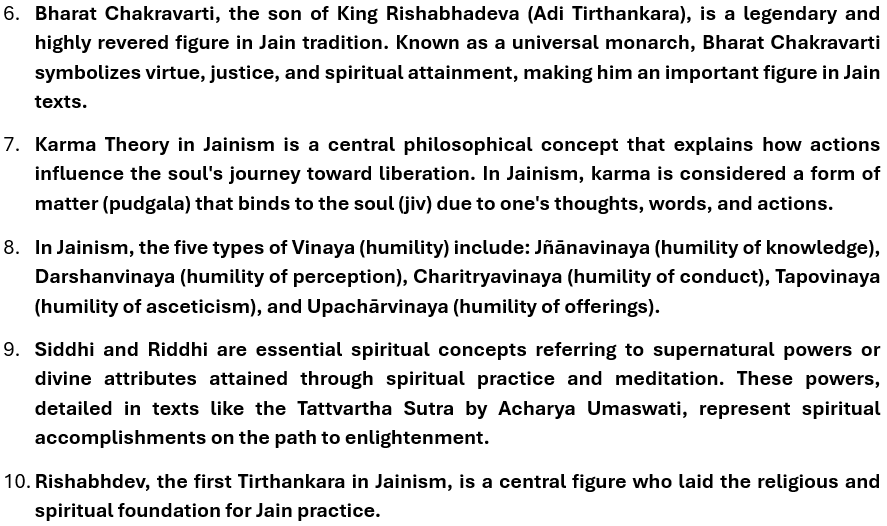 6. Bharat Chakravarti, the son of King Rishabhadeva (Adi Tirthankara), is a legendary and
highly revered figure in Jain tradition. Known as a universal monarch, Bharat Chakravarti
symbolizes virtue, justice, and spiritual attainment, making him an important figure in Jain
texts.
7. Karma Theory in Jainism is a central philosophical concept that explains how actions
influence the soul's journey toward liberation. In Jainism, karma is considered a form of
matter (pudgala) that binds to the soul (jiv) due to one's thoughts, words, and actions.
8. In Jainism, the five types of Vinaya (humility) include: Jñānavinaya (humility of knowledge),
Darshanvinaya (humility of perception), Charitryavinaya (humility of conduct), Tapovinaya
(humility of asceticism), and Upachārvinaya (humility of offerings).
9. Siddhi and Riddhi are essential spiritual concepts referring to supernatural powers or
divine attributes attained through spiritual practice and meditation. These powers,
detailed in texts like the Tattvartha Sutra by Acharya Umaswati, represent spiritual
accomplishments on the path to enlightenment.
10. Rishabhdev, the first Tirthankara in Jainism, is a central figure who laid the religious and
spiritual foundation for Jain practice.